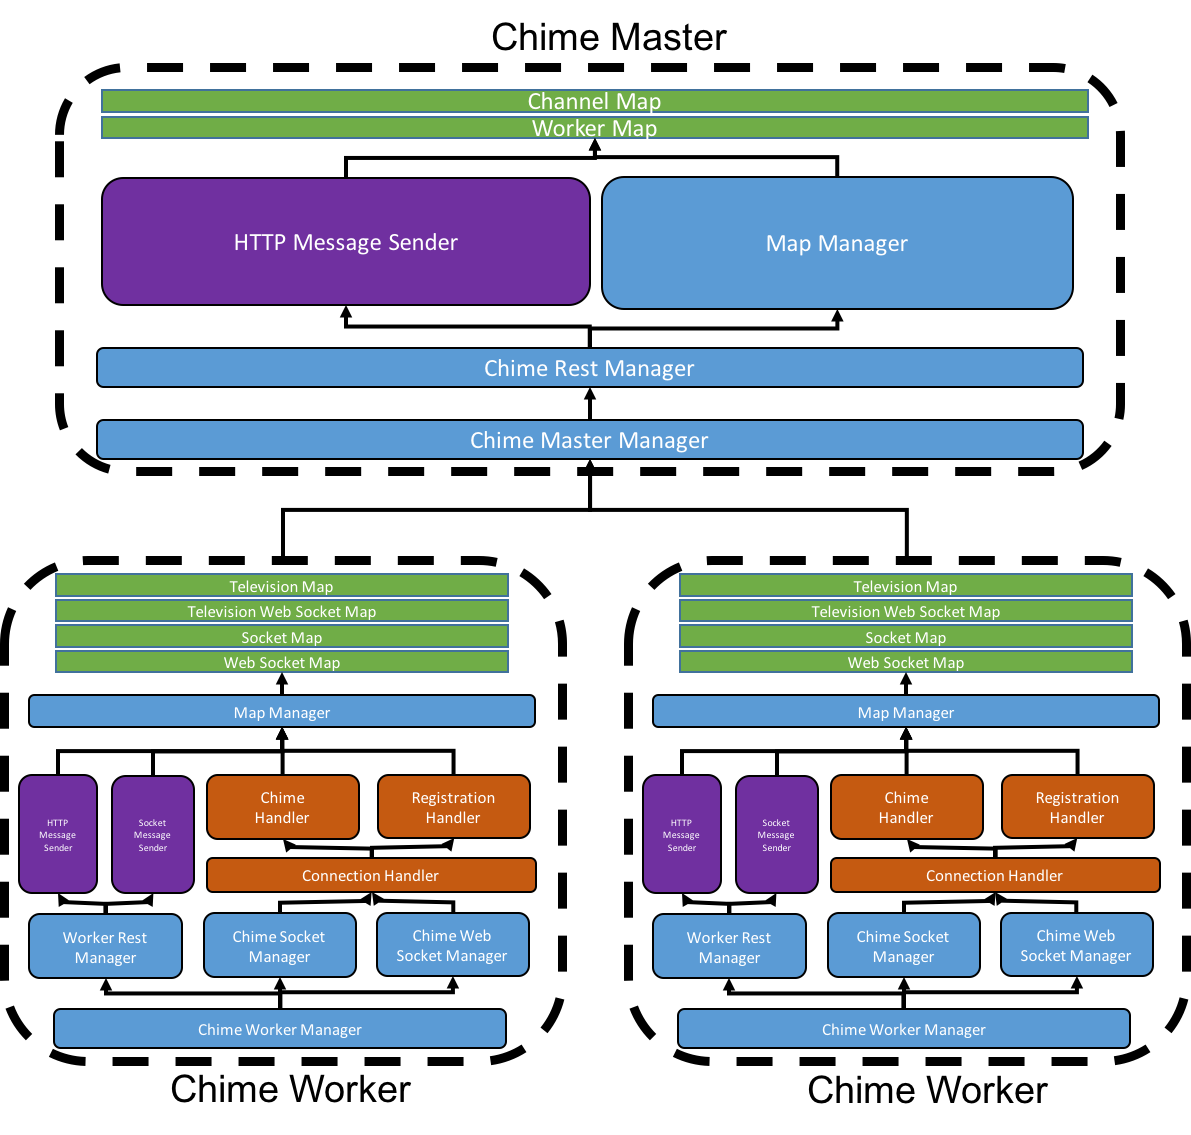 Chime Master
Channel Map
Worker Map
HTTP Message Sender
Map Manager
Chime Rest Manager
Chime Master Manager
Television Map
Television Web Socket Map
Socket Map
Web Socket Map
Map Manager
HTTP
Message
Sender
Socket
Message
Sender
Chime
Handler
Registration
Handler
Connection Handler
Worker Rest
Manager
Chime Socket
Manager
Chime Web
Socket Manager
Chime Worker Manager
Chime Worker
Television Map
Television Web Socket Map
Socket Map
Web Socket Map
Map Manager
HTTP
Message
Sender
Socket
Message
Sender
Chime
Handler
Registration
Handler
Connection Handler
Worker Rest
Manager
Chime Socket
Manager
Chime Web
Socket Manager
Chime Worker Manager
Chime Worker